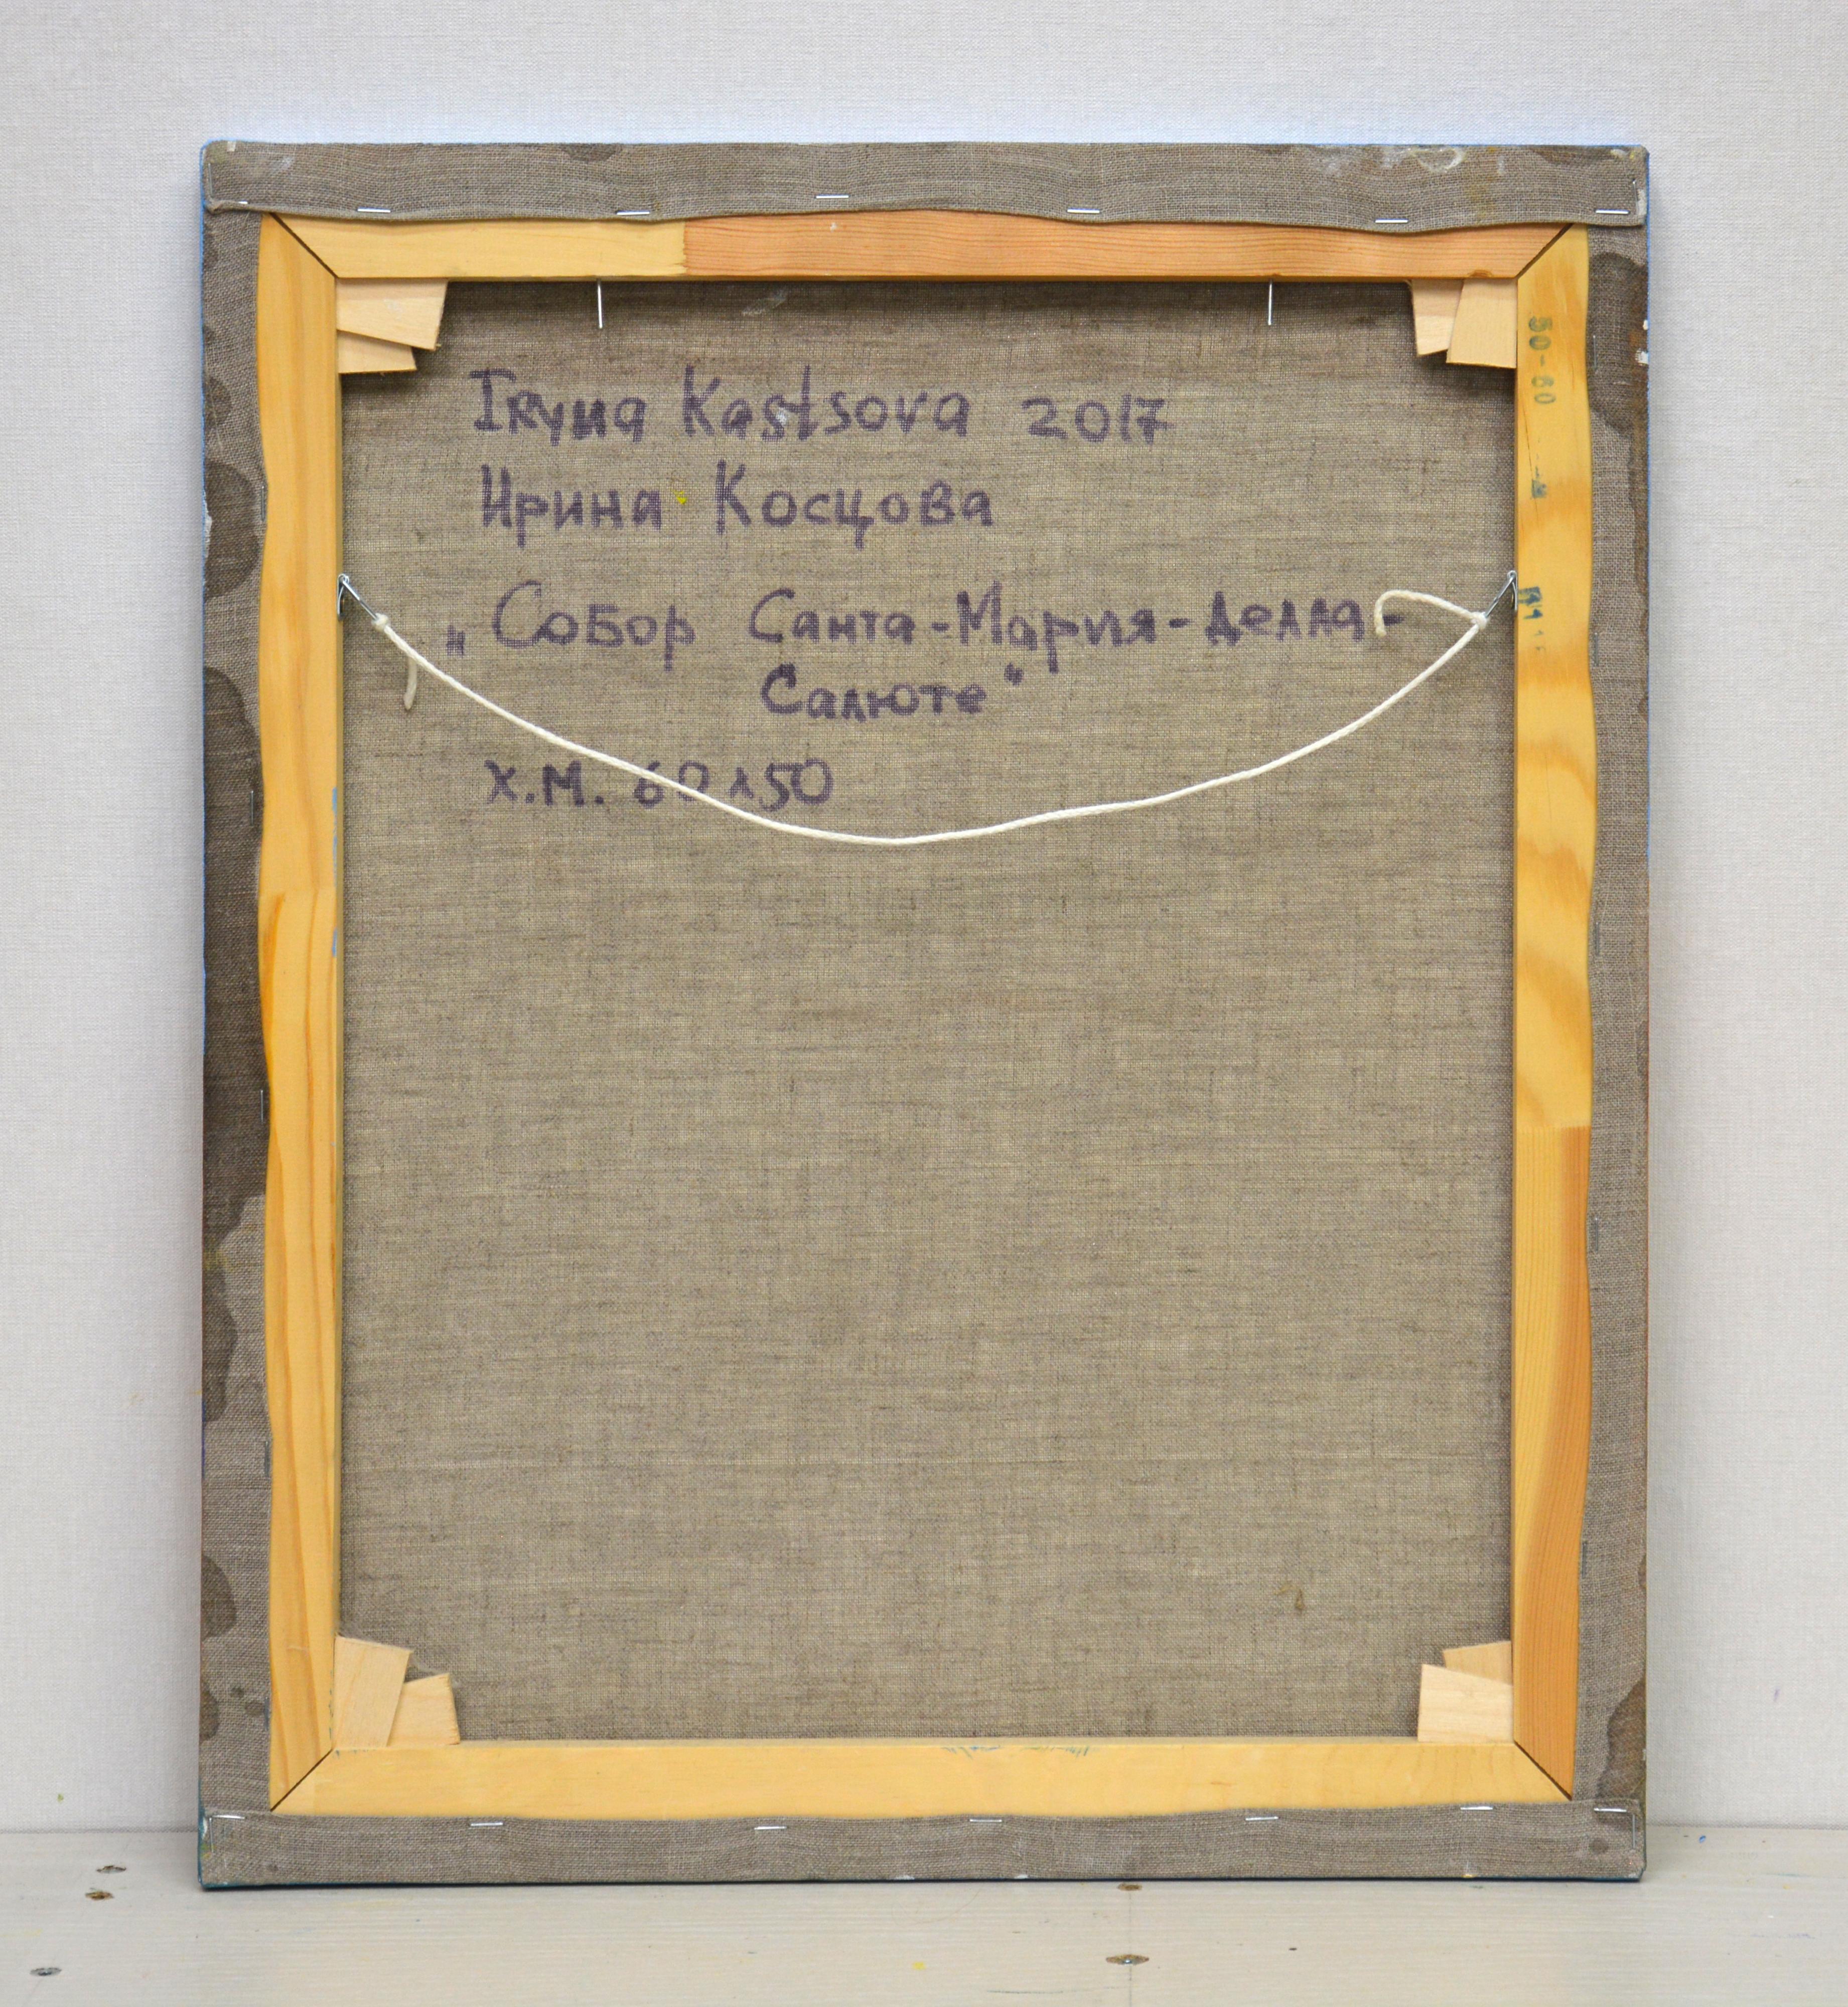 Iryna Kastsova 2017
Ирина Косцова
„Собор Санта-Мария-делла-
Салюте"
Х.М. 60х50
50-60